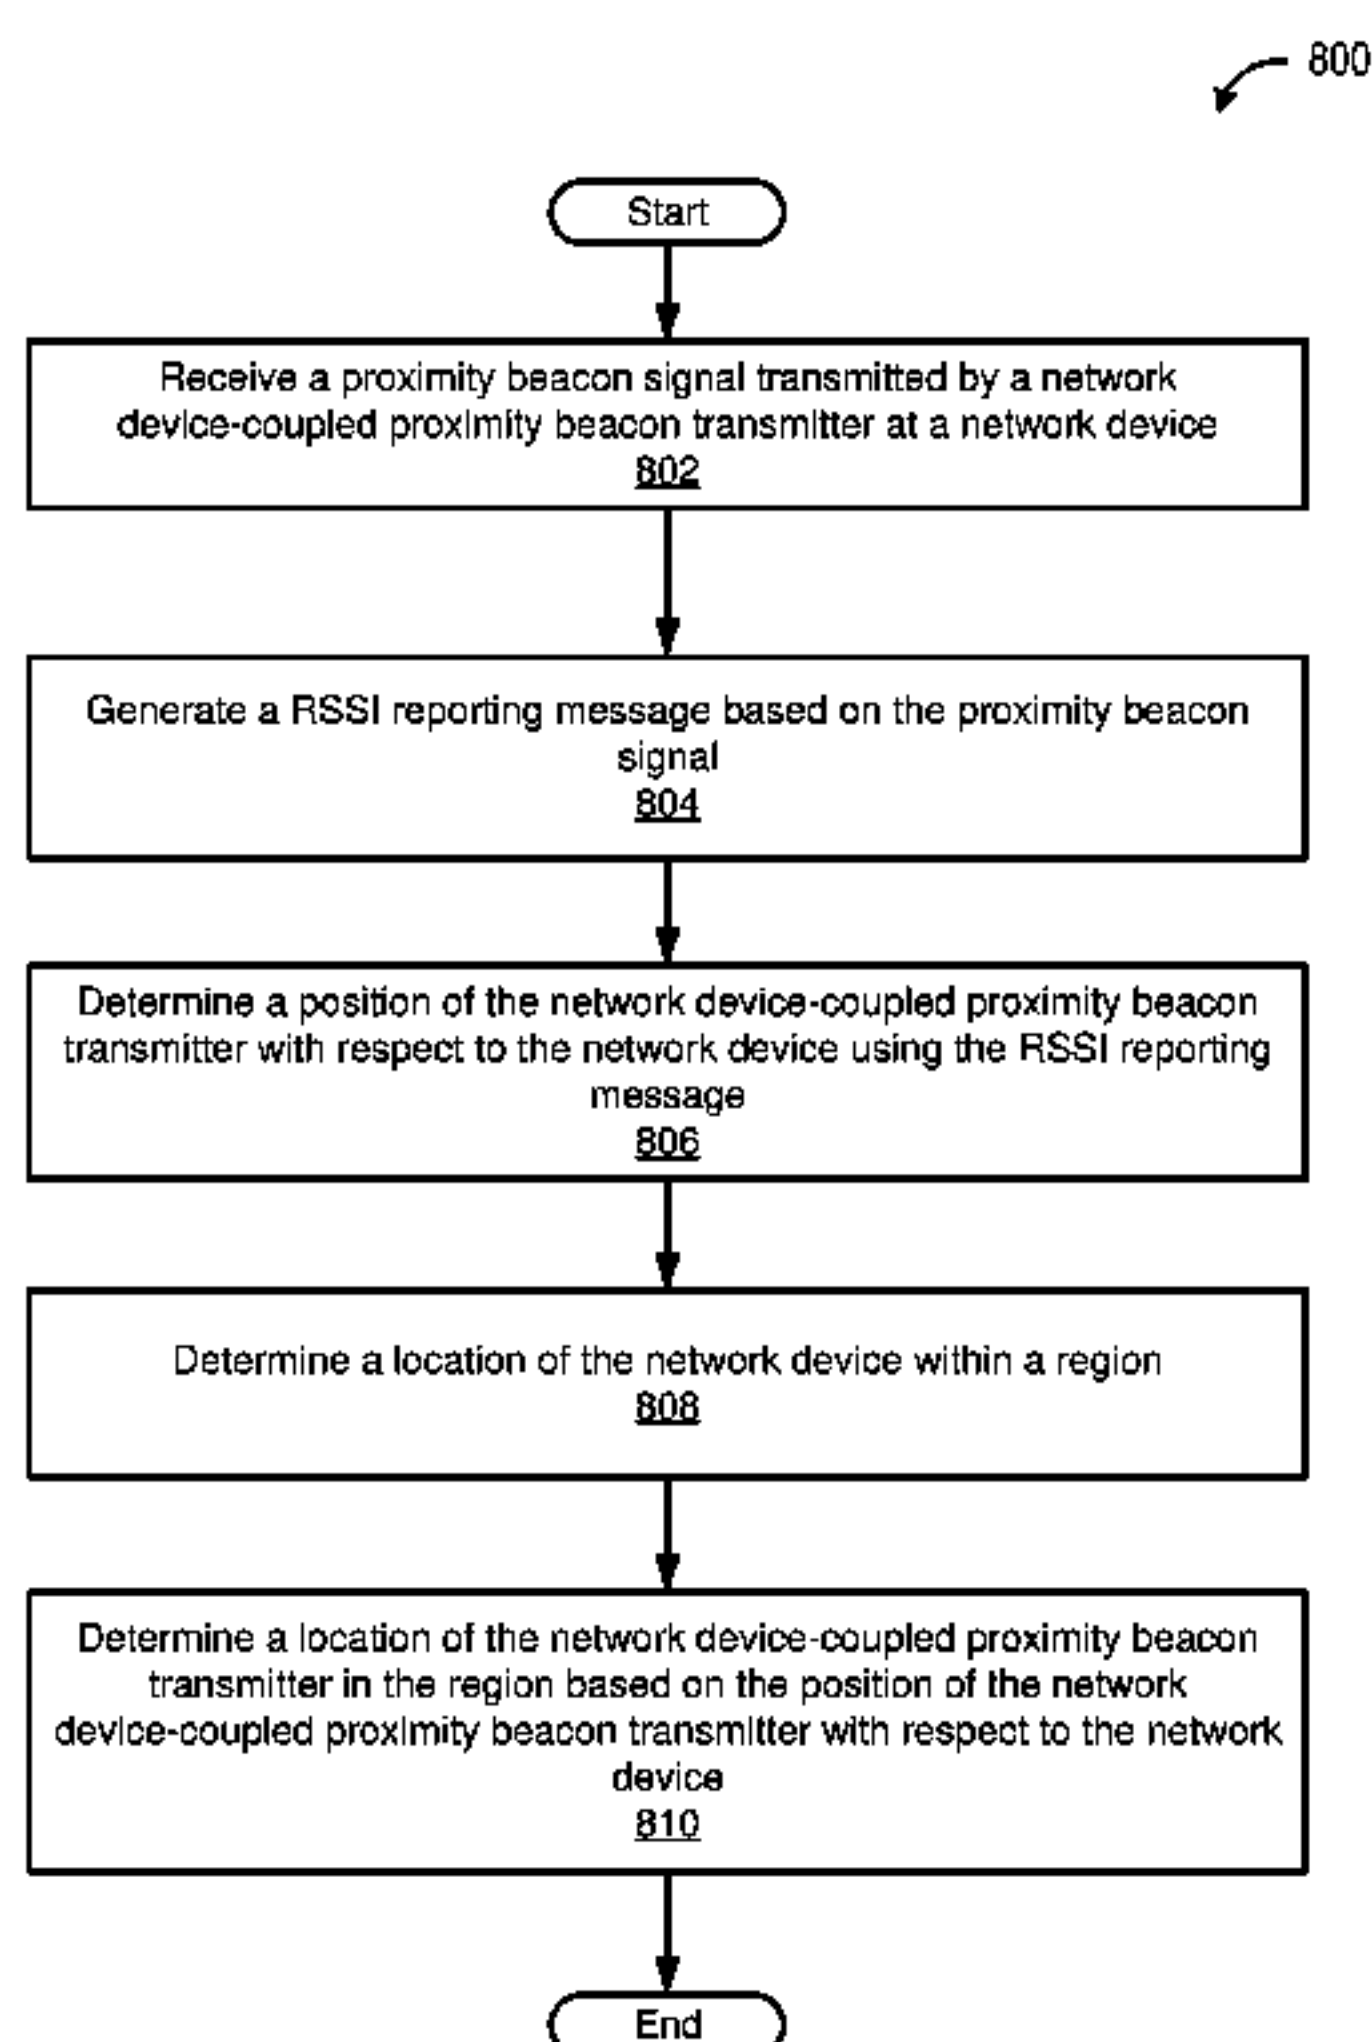 800
Start
Receive a proximity beacon signal transmitted by a network
device-coupled proximity beacon transmitter at a network device
802
Generate a RSSI reporting message based on the proximity beacon
signal
804
Determine a position of the network device-coupled proximity beacon
transmitter with respect to the network device using the RSSI reporting
message
806
Determine a location of the network device within a region
808
Determine a location of the network device-coupled proximity beacon
transmitter in the region based on the position of the network
device-coupled proximity beacon transmitter with respect to the network
device
810
End